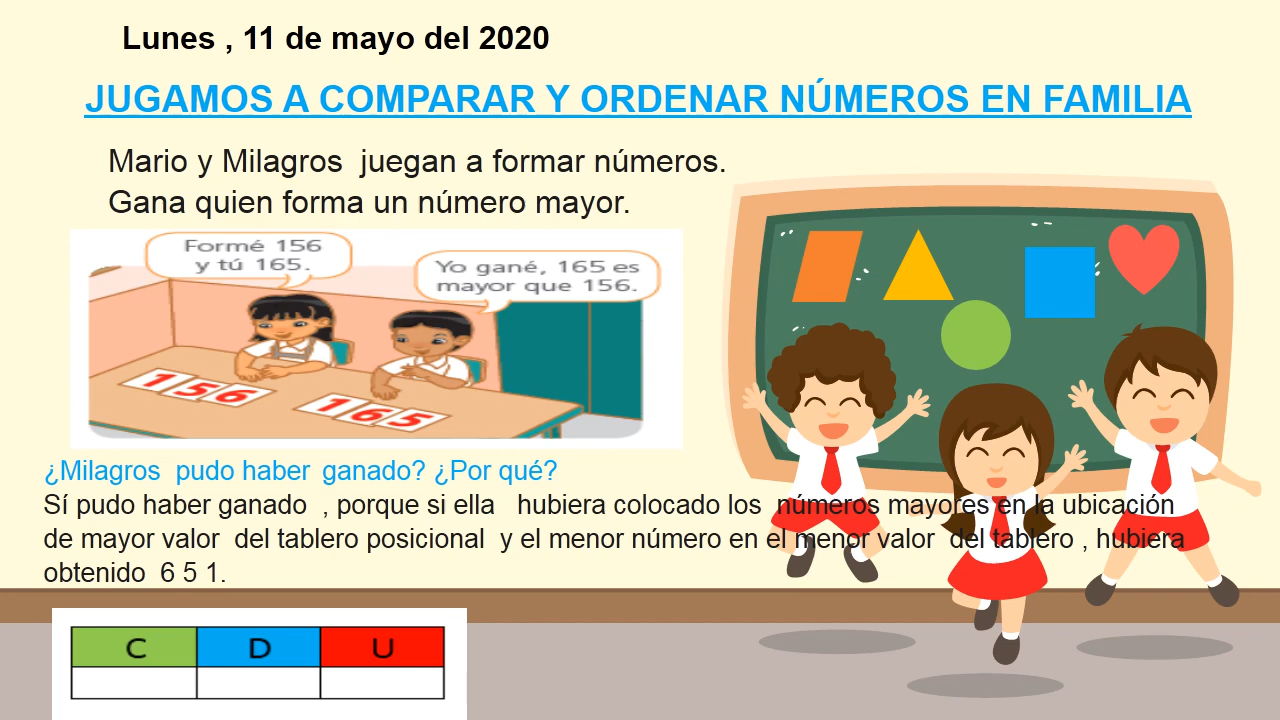 Lunes , 11 de mayo del 2020
JUGAMOS A COMPARAR Y ORDENAR NÚMEROS EN FAMILIA
Mario y Milagros juegan a formar números.
Gana quien forma un número mayor.
Formé 156
y tú 165.
Yo gané, 165 es
mayor que 156.
156
165
¿Milagros pudo haber ganado? ¿Por qué?
Sí pudo haber ganado , porque si ella hubiera colocado los números mayores en la ubicación
de mayor valor del tablero posicional y el menor número en el menor valor del tablero , hubiera
obtenido 6 5 1.
C D U